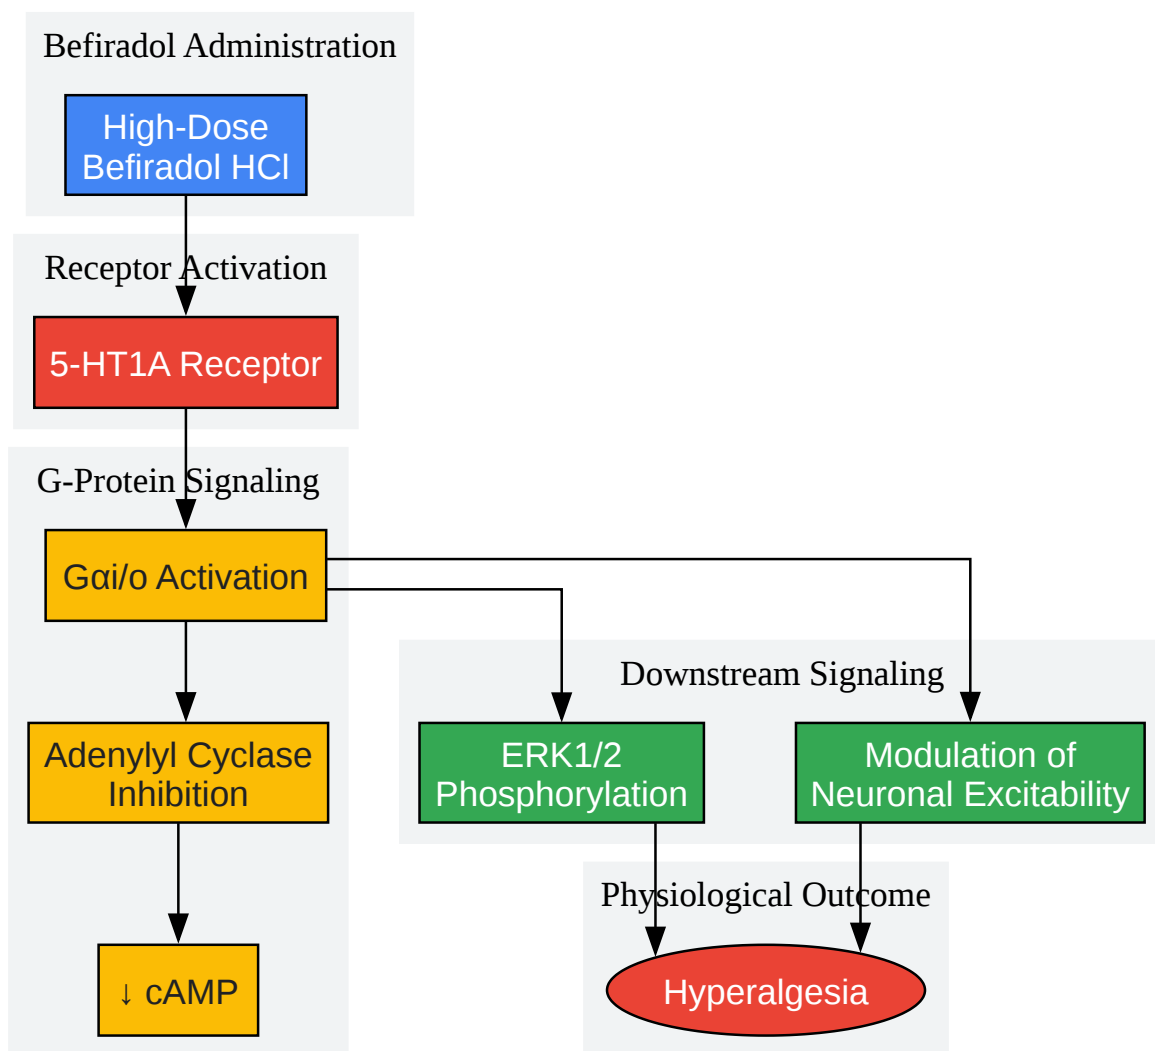 Befiradol Administration
High-Dose
Befiradol HCl
Receptor Activation
5-HT1A Receptor
G-Protein Signaling
Gαi/o Activation
Downstream Signaling
Adenylyl Cyclase
Inhibition
ERK1/2
Phosphorylation
Modulation of
Neuronal Excitability
Physiological Outcome
↓ cAMP
Hyperalgesia